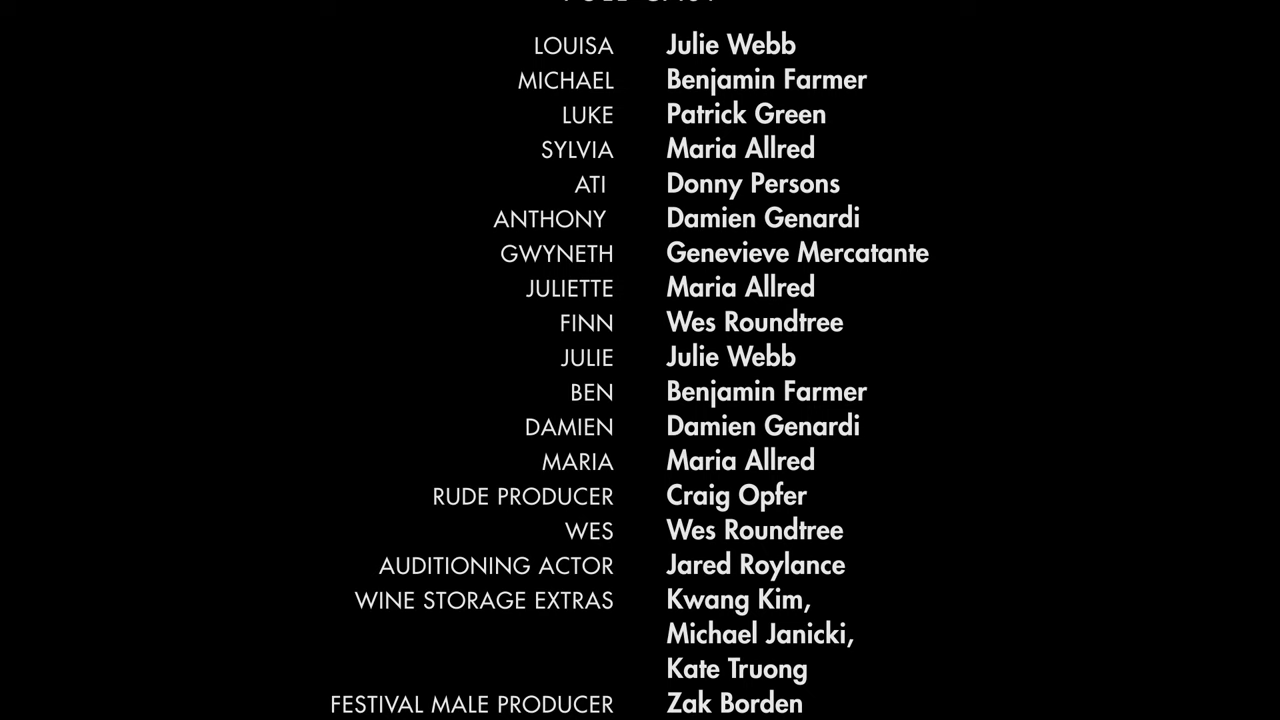 FULL CAST
LOUISA Julie Webb
MICHAEL Benjamin Farmer
LUKE Patrick Green
SYLVIA Maria Allred
ATI Donny Persons
ANTHONY Damien Genardi
GWYNETH Genevieve Mercatante
JULIETTE Maria Allred
FINN Wes Roundtree
JULIE Julie Webb
BEN Benjamin Farmer
DAMIEN Damien Genardi
MARIA Maria Allred
RUDE PRODUCER Craig Opfer
WES Wes Roundtree
AUDITIONING ACTOR Jared Roylance
WINE STORAGE EXTRAS Kwang Kim,
Michael Janicki,
Kate Truong
FESTIVAL MALE PRODUCER Zak Borden